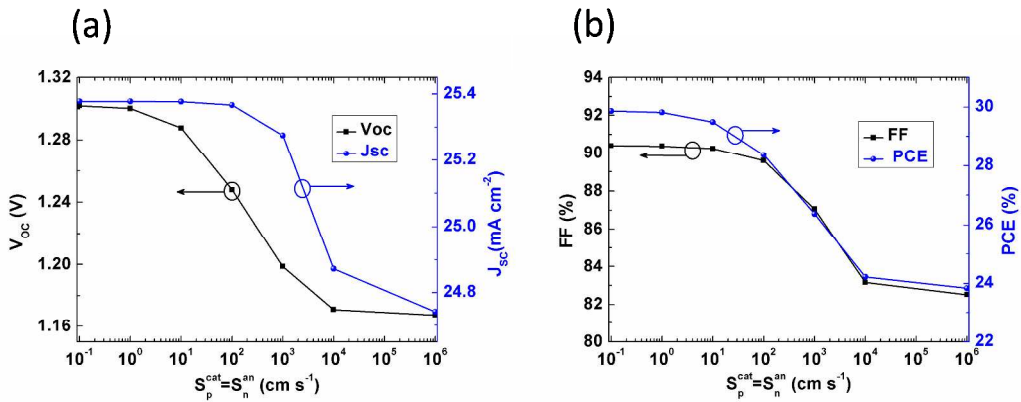 (a)
(b)
1.32
1.28
1.24
1.20
1.16
V_OC (V)
25.4
25.2
25.0
24.8
J_SC(mA cm⁻²)
Voc
Jsc
10⁻¹ 10⁰ 10¹ 10² 10³ 10⁴ 10⁵ 10⁶
S_p^cat=S_n^an (cm s⁻¹)
94
92
90
88
86
84
82
80
FF (%)
30
28
26
24
22
PCE (%)
FF
PCE
10⁻¹ 10⁰ 10¹ 10² 10³ 10⁴ 10⁵ 10⁶
S_p^cat=S_n^an (cm s⁻¹)